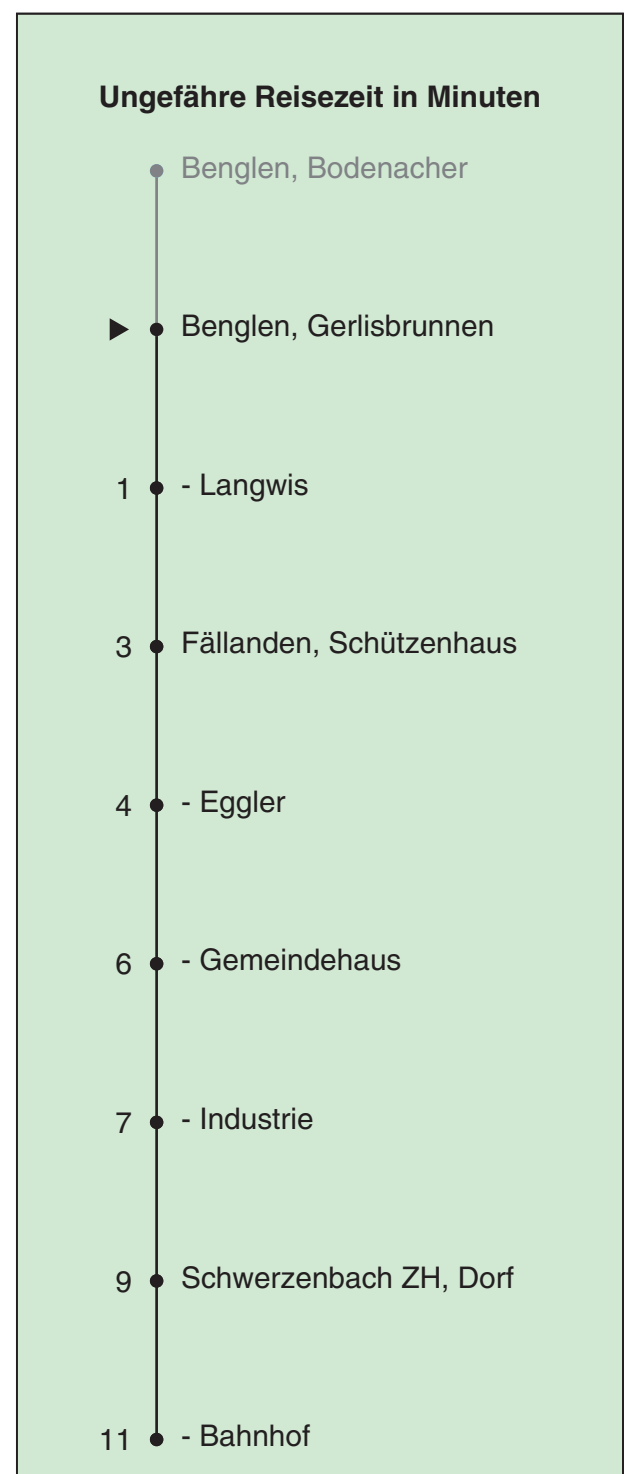 Ungefähre Reisezeit in Minuten
Benglen, Bodenacher
Benglen, Gerlisbrunnen
1 - Langwis
3 Fällanden, Schützenhaus
4 - Eggler
6 - Gemeindehaus
7 - Industrie
9 Schwerzenbach ZH, Dorf
11 - Bahnhof